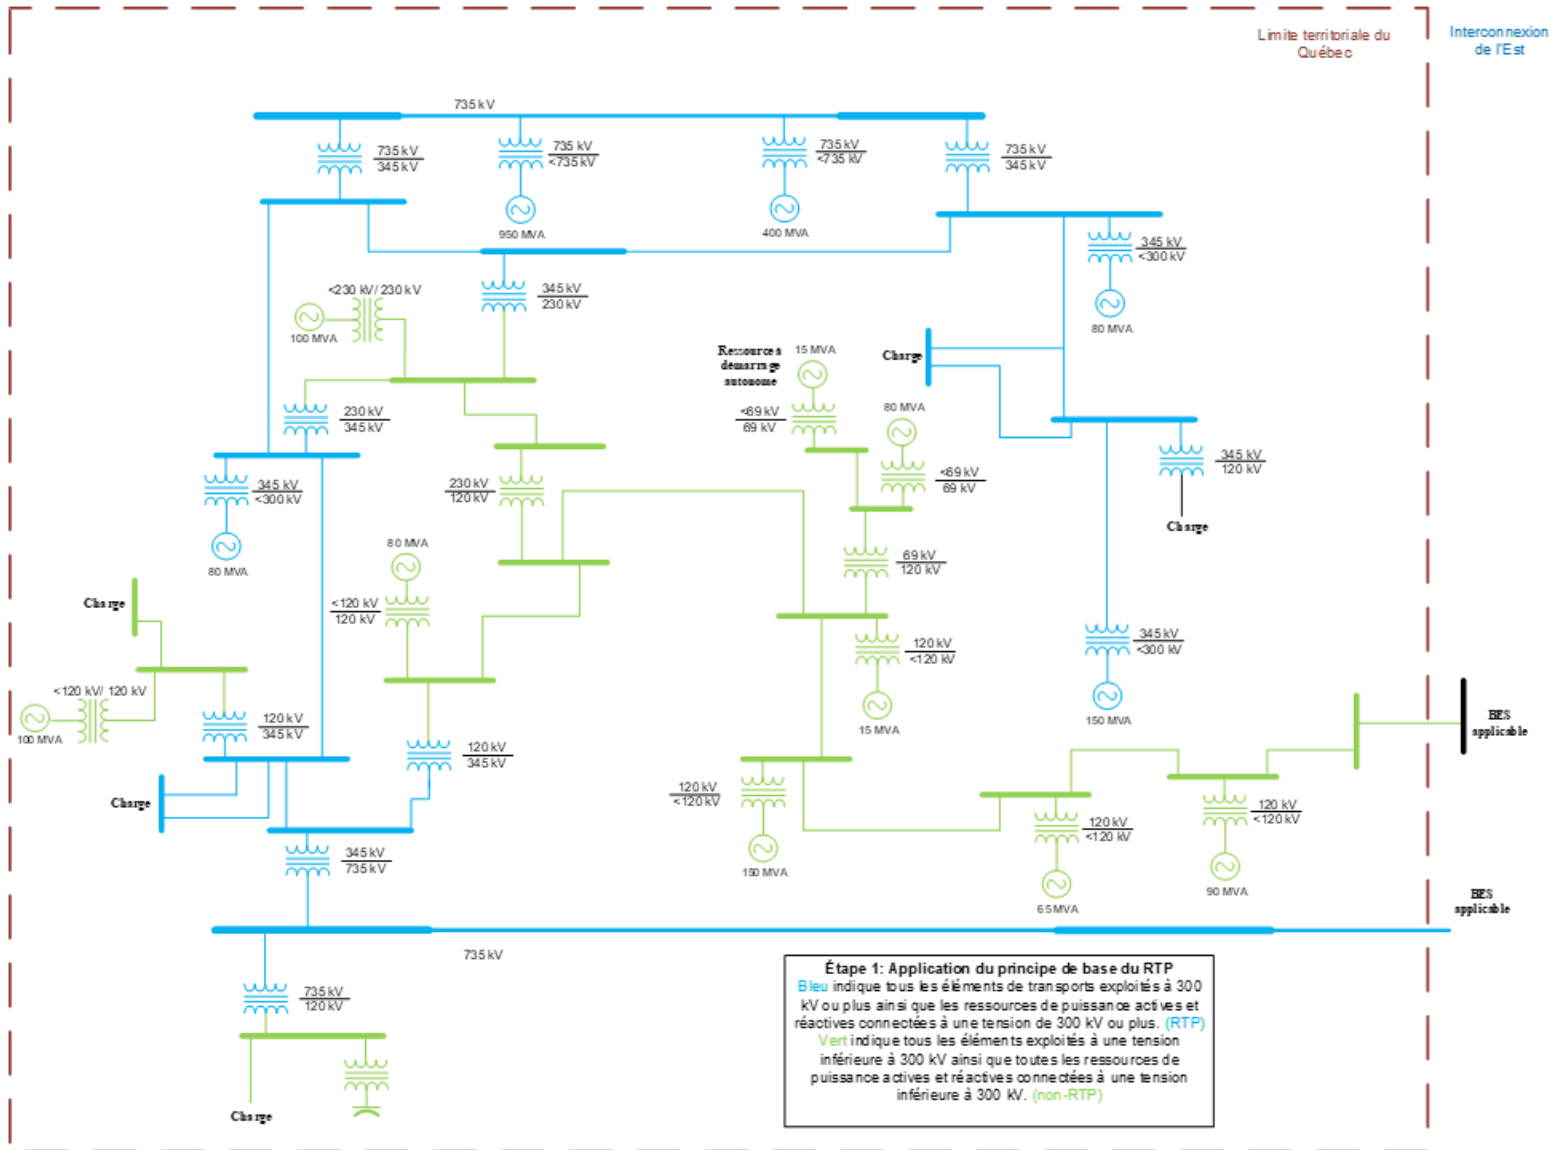 Limite territoriale du
Québec
Interconnexion
de l'Est
735 kV
735 kV
345 kV
735 kV
<735 kV
950 MVA
735 kV
<735 kV
400 MVA
735 kV
345 kV
345 kV
<300 kV
80 MVA
<230 kV/ 230 kV
100 MVA
345 kV
230 kV
Ressource à
démarrage
autonome
15 MVA
<69 kV
69 kV
80 MVA
<69 kV
69 kV
Charge
230 kV
345 kV
345 kV
<300 kV
80 MVA
230 kV
120 kV
345 kV
120 kV
Charge
80 MVA
<120 kV
120 kV
69 kV
120 kV
Charge
120 kV
<120 kV
15 MVA
345 kV
<300 kV
150 MVA
<120 kV/ 120 kV
100 MVA
120 kV
345 kV
120 kV
345 kV
BES
applicable
Charge
120 kV
<120 kV
150 MVA
120 kV
<120 kV
65 MVA
120 kV
<120 kV
90 MVA
345 kV
735 kV
BES
applicable
735 kV
735 kV
120 kV
Charge
Étape 1: Application du principe de base du RTP
Bleu indique tous les éléments de transports exploités à 300
kV ou plus ainsi que les ressources de puissance actives et
réactives connectées à une tension de 300 kV ou plus. (RTP)
Vert indique tous les éléments exploités à une tension
inférieure à 300 kV ainsi que toutes les ressources de
puissance actives et réactives connectées à une tension
inférieure à 300 kV. (non-RTP)